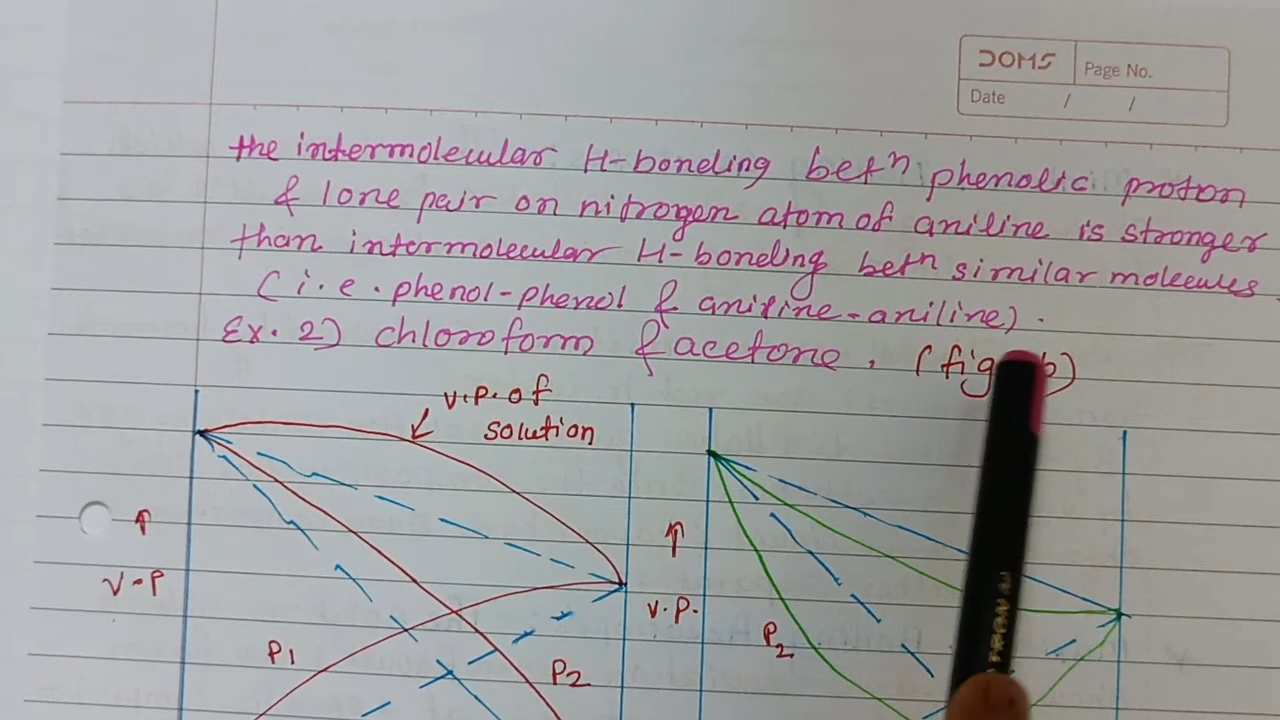 DOMS
Page No.
Date / /
the intermolecular H-bonding betⁿ phenolic proton
& lone pair on nitrogen atom of aniline is stronger
than intermolecular H-bonding betⁿ similar molecules.
(i.e. phenol-phenol & aniline-aniline).
Ex. 2) chloroform & acetone. (fig b)
v.p. of
solution
↑
V-P
P1
P2
↑
V.P.
P2